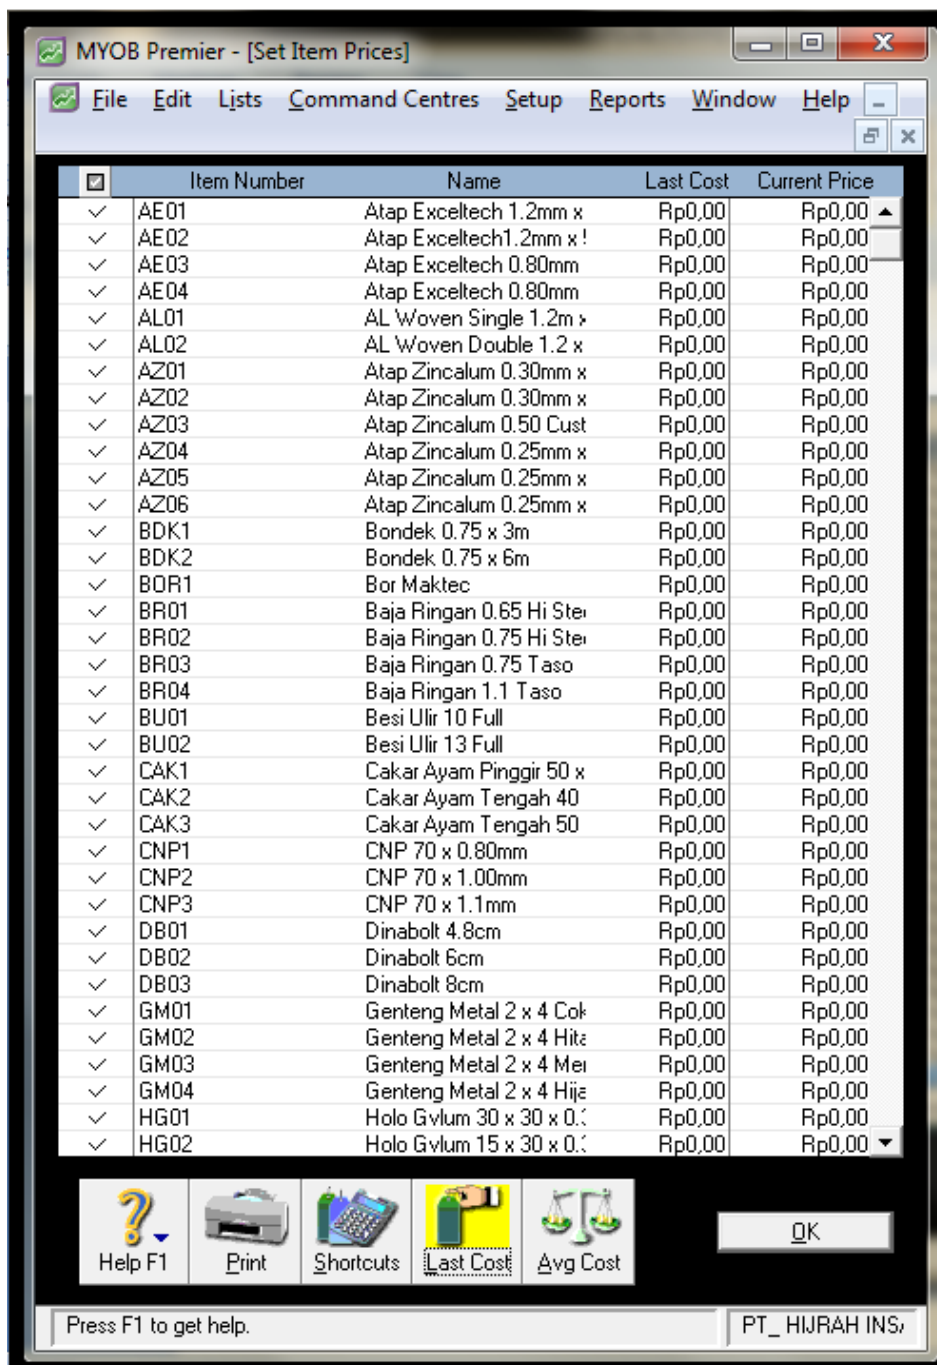 MYOB Premier - [Set Item Prices]
File Edit Lists Command Centres Setup Reports Window Help
Item Number Name Last Cost Current Price
AE01 Atap Exceltech 1.2mm x Rp0,00 Rp0,00
AE02 Atap Exceltech1.2mm x Rp0,00 Rp0,00
AE03 Atap Exceltech 0.80mm Rp0,00 Rp0,00
AE04 Atap Exceltech 0.80mm Rp0,00 Rp0,00
AL01 AL Woven Single 1.2m Rp0,00 Rp0,00
AL02 AL Woven Double 1.2 x Rp0,00 Rp0,00
AZ01 Atap Zincalum 0.30mm x Rp0,00 Rp0,00
AZ02 Atap Zincalum 0.30mm x Rp0,00 Rp0,00
AZ03 Atap Zincalum 0.50 Cust Rp0,00 Rp0,00
AZ04 Atap Zincalum 0.25mm x Rp0,00 Rp0,00
AZ05 Atap Zincalum 0.25mm x Rp0,00 Rp0,00
AZ06 Atap Zincalum 0.25mm x Rp0,00 Rp0,00
BDK1 Bondek 0.75 x 3m Rp0,00 Rp0,00
BDK2 Bondek 0.75 x 6m Rp0,00 Rp0,00
BOR1 Bor Maktec Rp0,00 Rp0,00
BR01 Baja Ringan 0.65 Hi Ste Rp0,00 Rp0,00
BR02 Baja Ringan 0.75 Hi Ste Rp0,00 Rp0,00
BR03 Baja Ringan 0.75 Taso Rp0,00 Rp0,00
BR04 Baja Ringan 1.1 Taso Rp0,00 Rp0,00
BU01 Besi Ulir 10 Full Rp0,00 Rp0,00
BU02 Besi Ulir 13 Full Rp0,00 Rp0,00
CAK1 Cakar Ayam Pinggir 50 x Rp0,00 Rp0,00
CAK2 Cakar Ayam Tengah 40 Rp0,00 Rp0,00
CAK3 Cakar Ayam Tengah 50 Rp0,00 Rp0,00
CNP1 CNP 70 x 0.80mm Rp0,00 Rp0,00
CNP2 CNP 70 x 1.00mm Rp0,00 Rp0,00
CNP3 CNP 70 x 1.1mm Rp0,00 Rp0,00
DB01 Dinabolt 4.8cm Rp0,00 Rp0,00
DB02 Dinabolt 6cm Rp0,00 Rp0,00
DB03 Dinabolt 8cm Rp0,00 Rp0,00
GM01 Genteng Metal 2 x 4 Cok Rp0,00 Rp0,00
GM02 Genteng Metal 2 x 4 Hita Rp0,00 Rp0,00
GM03 Genteng Metal 2 x 4 Mer Rp0,00 Rp0,00
GM04 Genteng Metal 2 x 4 Hija Rp0,00 Rp0,00
HG01 Holo Gvlum 30 x 30 x 0. Rp0,00 Rp0,00
HG02 Holo Gvlum 15 x 30 x 0. Rp0,00 Rp0,00
Help F1 Print Shortcuts Last Cost Avg Cost OK
Press F1 to get help. PT_ HIJRAH INS